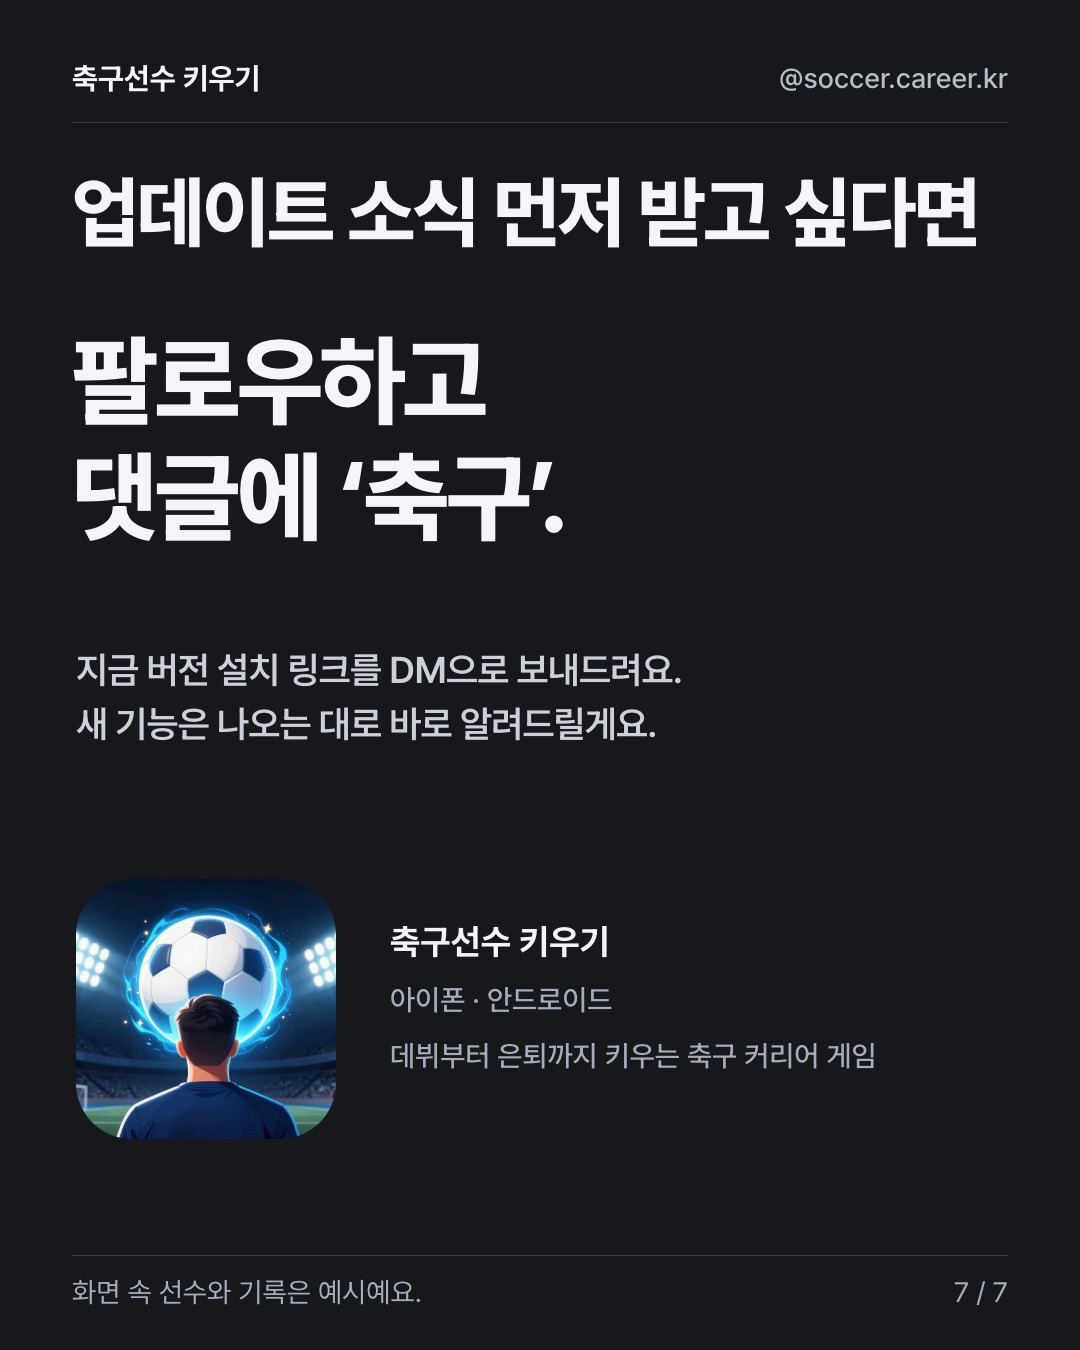 축구선수 키우기
@soccer.career.kr
업데이트 소식 먼저 받고 싶다면
팔로우하고
댓글에 ‘축구’.
지금 버전 설치 링크를 DM으로 보내드려요.
새 기능은 나오는 대로 바로 알려드릴게요.
축구선수 키우기
아이폰 · 안드로이드
데뷔부터 은퇴까지 키우는 축구 커리어 게임
화면 속 선수와 기록은 예시예요.
7 / 7